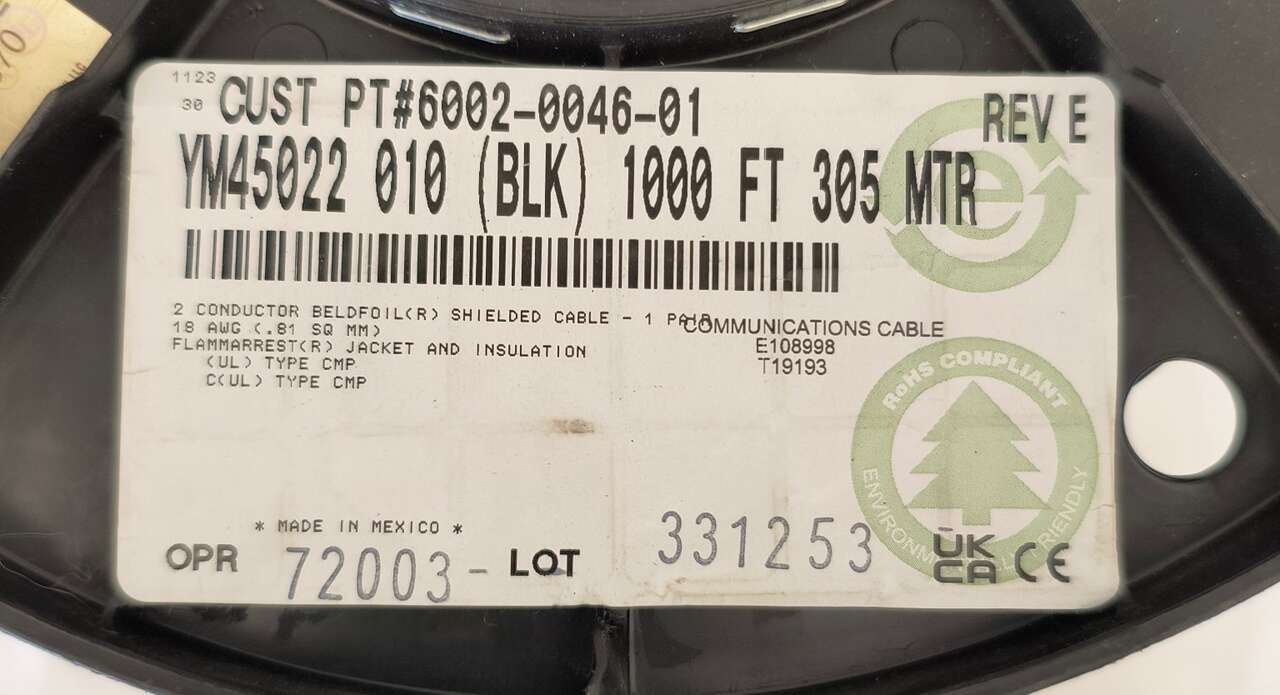 1123
30
CUST PT#6002-0046-01
REV E
YM45022 010 (BLK) 1000 FT 305 MTR
e
2 CONDUCTOR BELDFOIL(R) SHIELDED CABLE - 1 PAIR
18 AWG (.81 SQ MM)
FLAMMARREST(R) JACKET AND INSULATION
(UL) TYPE CMP
C(UL) TYPE CMP
COMMUNICATIONS CABLE
E108998
T19193
RoHS COMPLIANT
ENVIRONMENTALLY FRIENDLY
* MADE IN MEXICO *
OPR 72003- LOT 331253
UK
CA CE